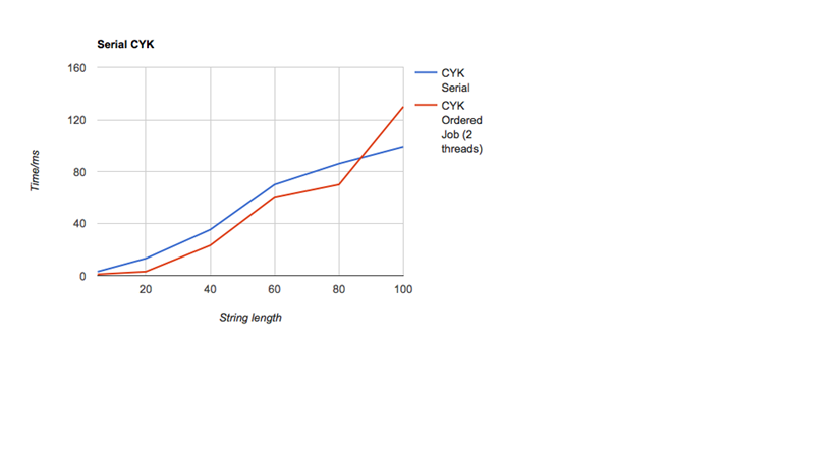 Serial CYK
160
120
80
40
0
Time/ms
20 40 60 80 100
String length
CYK
Serial
CYK
Ordered
Job (2
threads)